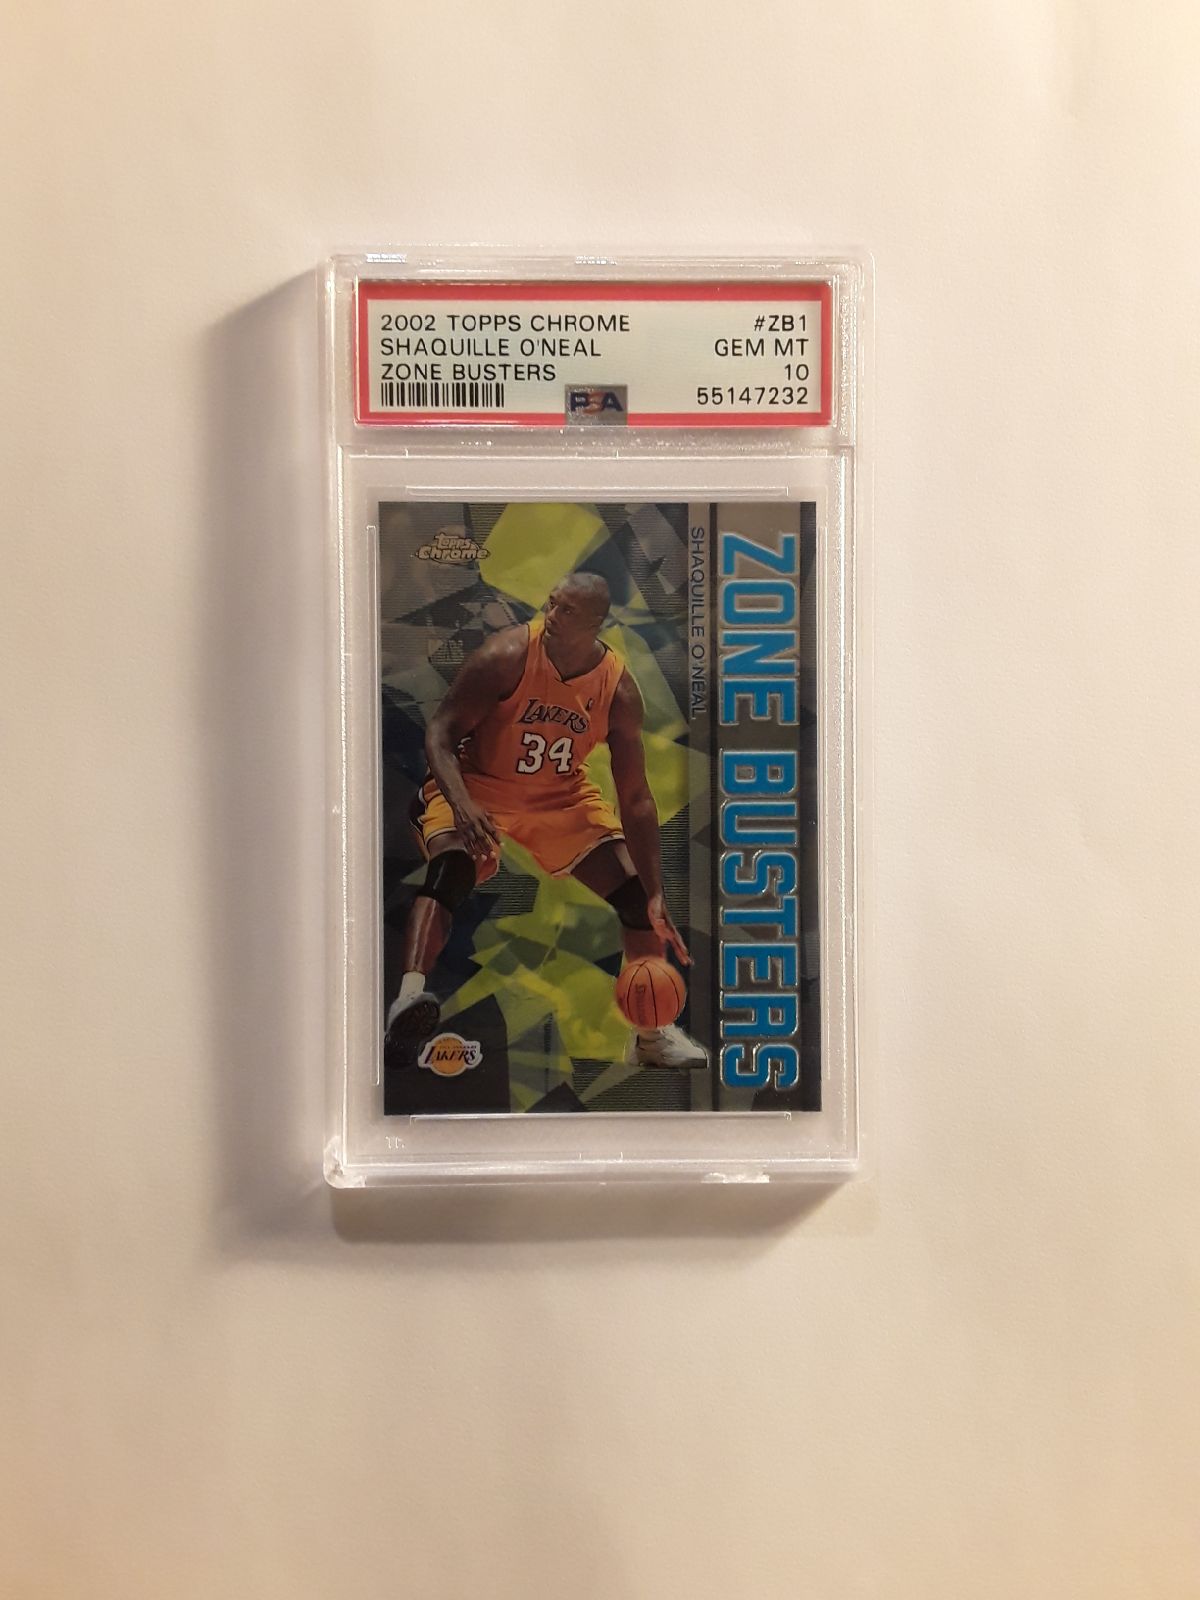 2002 TOPPS CHROME #ZB1
SHAQUILLE O'NEAL GEM MT
ZONE BUSTERS 10
PSA 55147232
Topps
Chrome
SHAQUILLE O'NEAL
ZONE BUSTERS
LAKERS
34
SPALDING
LAKERS